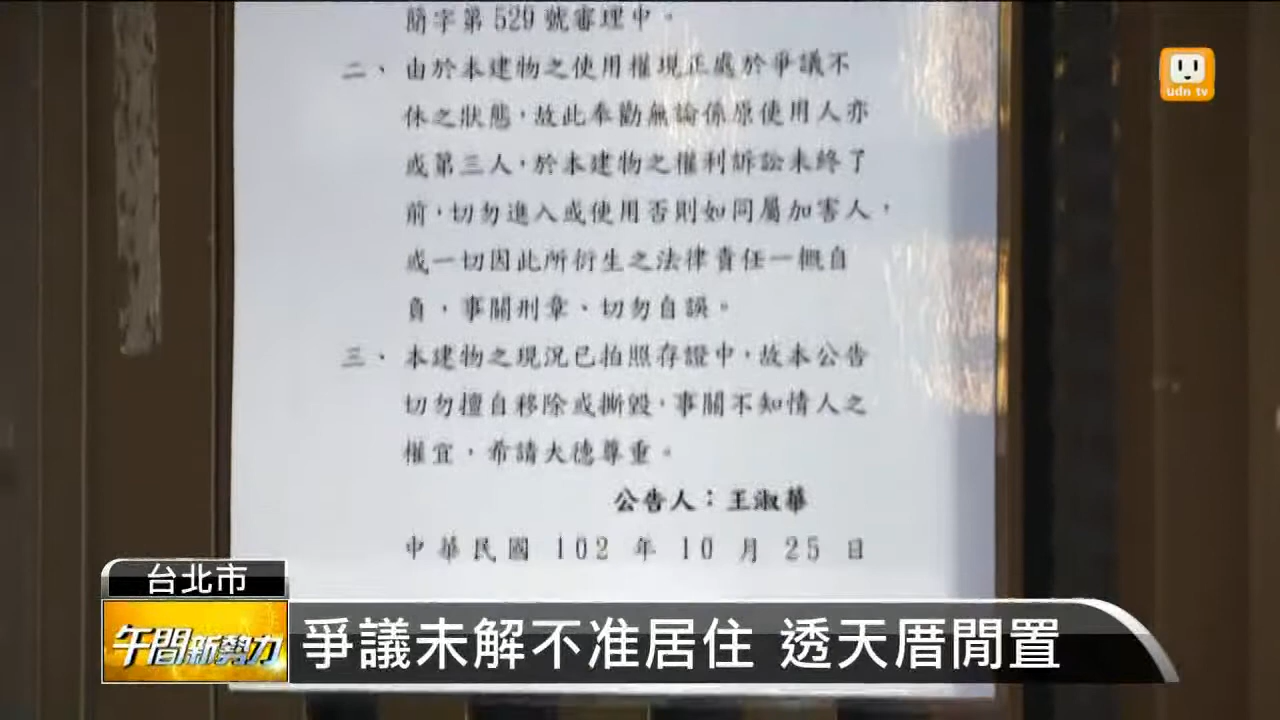 簡字第 529 號審理中。
二、由於本建物之使用權現正處於爭議不
休之狀態,故此奉勸無論係原使用人亦
或第三人,於本建物之權利訴訟未終了
前,切勿進入或使用否則如同屬加害人,
或一切因此所衍生之法律責任一概自
負,事關刑章、切勿自誤。
三、本建物之現況已拍照存證中,故本公告
切勿擅自移除或撕毀,事關不知情人之
權宜,希請大德尊重。
公告人:王淑華
中華民國 102 年 10 月 25 日
udn tv
台北市
午間新勢力
爭議未解不准居住 透天厝閒置